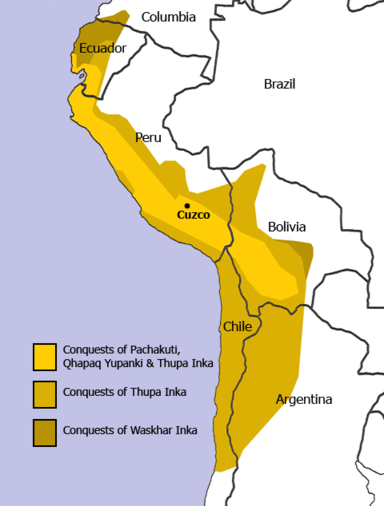 Columbia
Ecuador
Brazil
Peru
Cuzco
Bolivia
Chile
Conquests of Pachakuti,
Qhapaq Yupanki & Thupa Inka
Conquests of Thupa Inka
Argentina
Conquests of Waskhar Inka